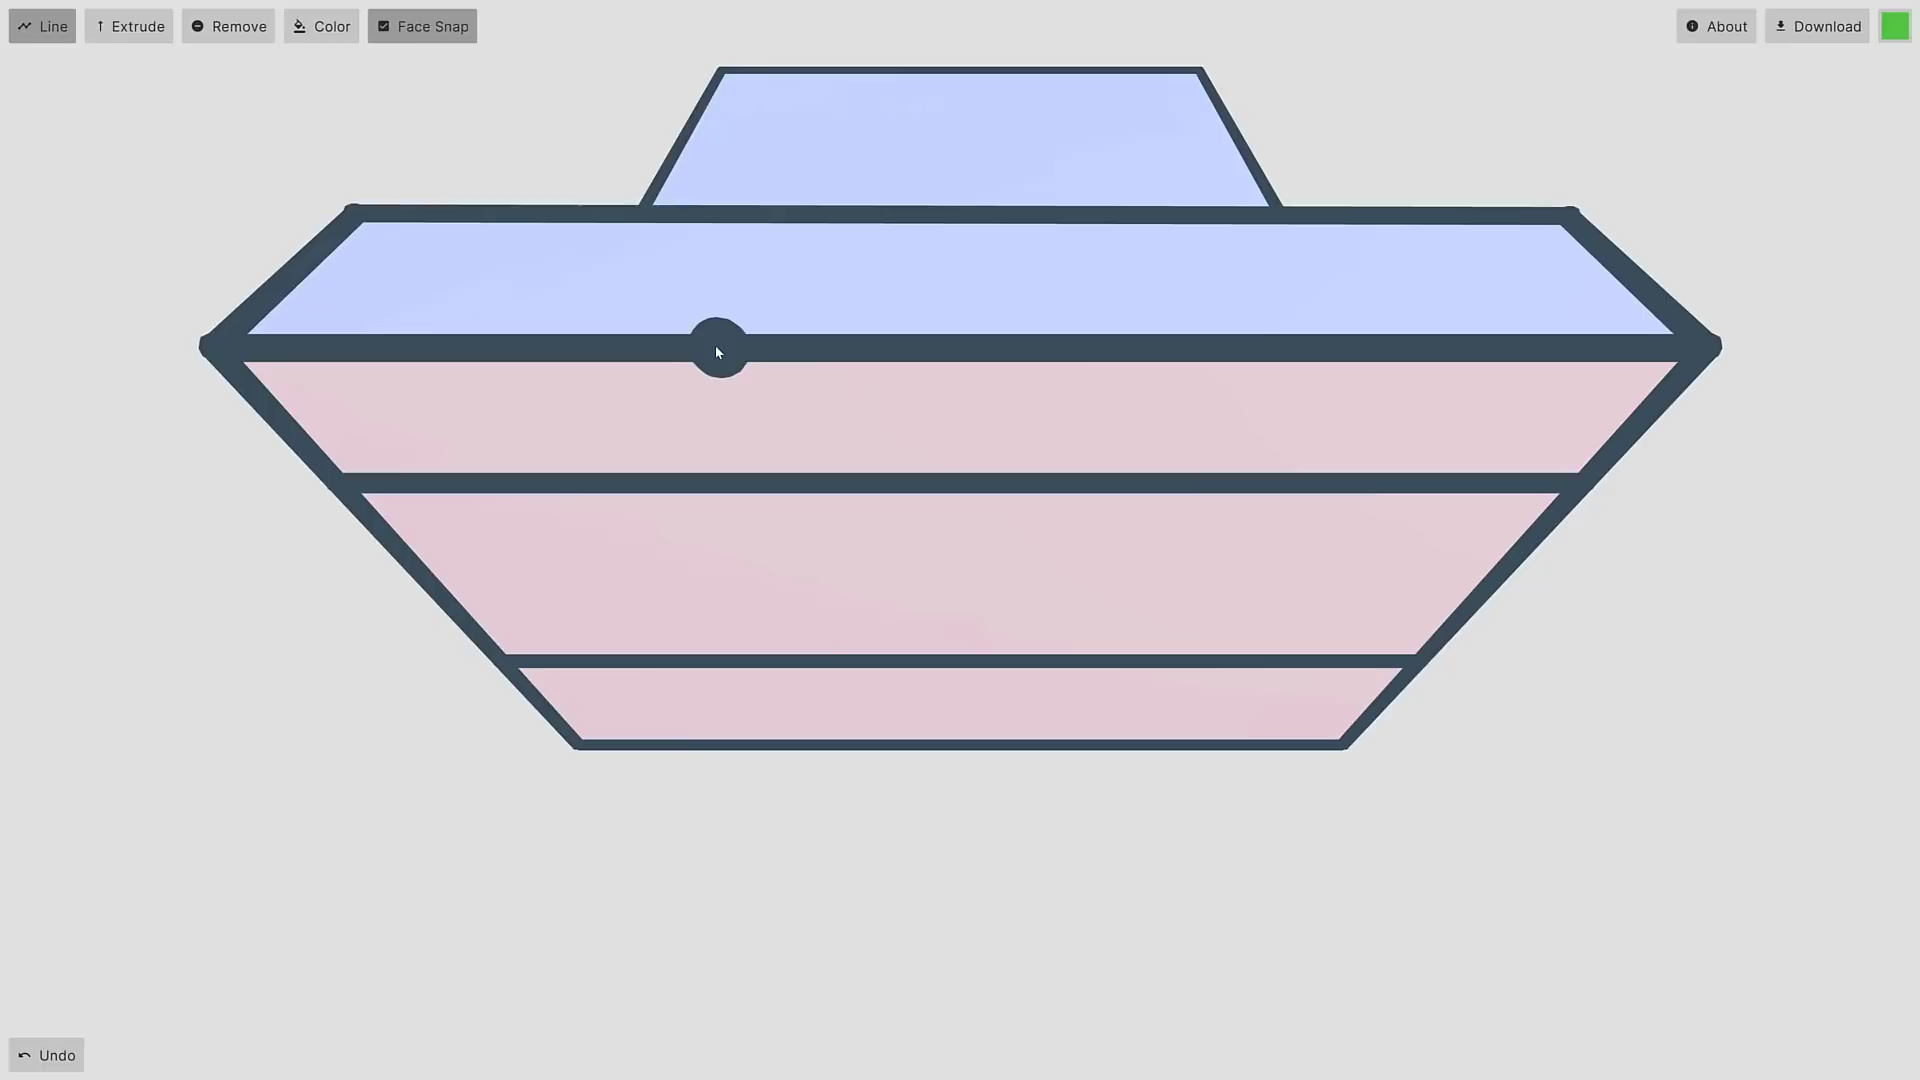 Line
Extrude
Remove
Color
Face Snap
About
Download
Undo